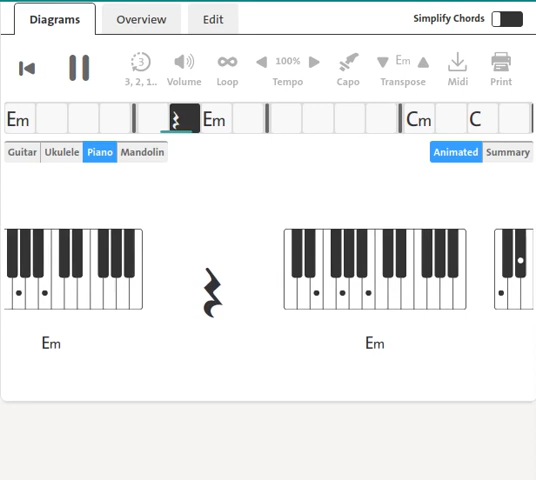 Diagrams Overview Edit Simplify Chords
3
100%
Em
3, 2, 1.. Volume Loop Tempo Capo Transpose Midi Print
Em Em Cm C
Guitar Ukulele Piano Mandolin Animated Summary
Em Em